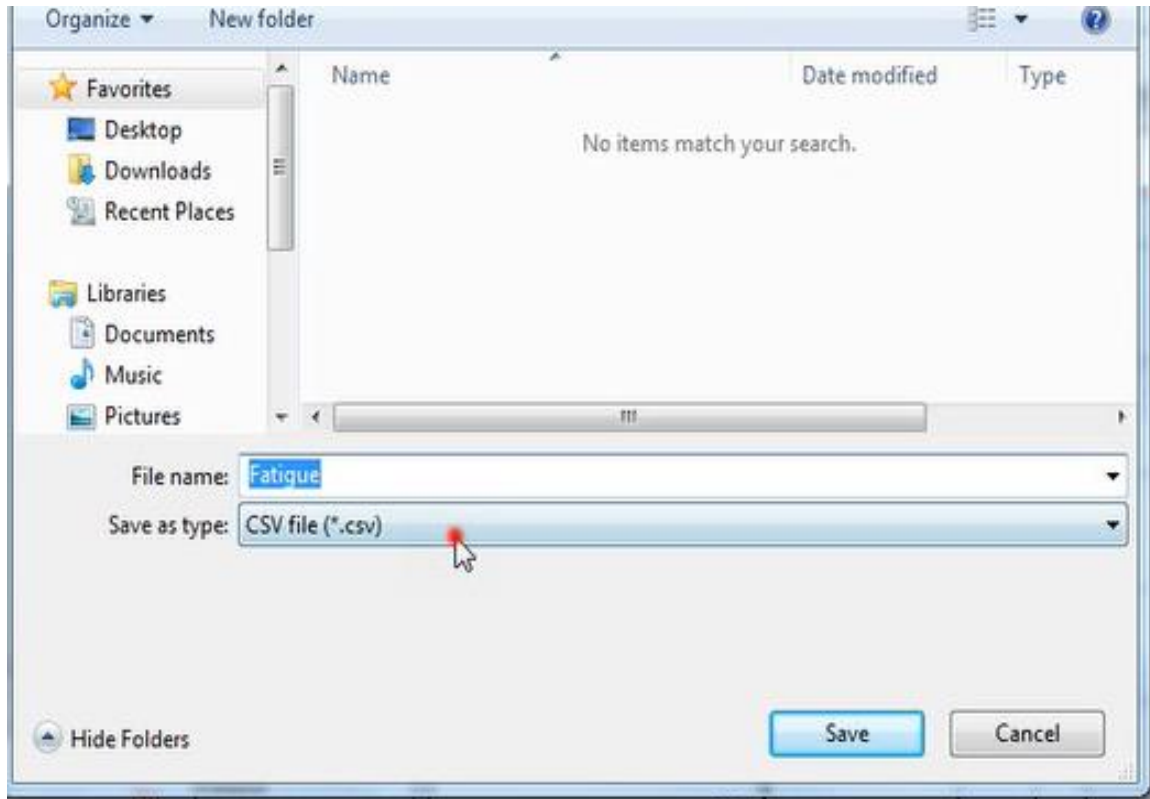 Organize New folder
Name Date modified Type
No items match your search.
Favorites
Desktop
Downloads
Recent Places
Libraries
Documents
Music
Pictures
File name: Fatigue
Save as type: CSV file (*.csv)
Hide Folders Save Cancel